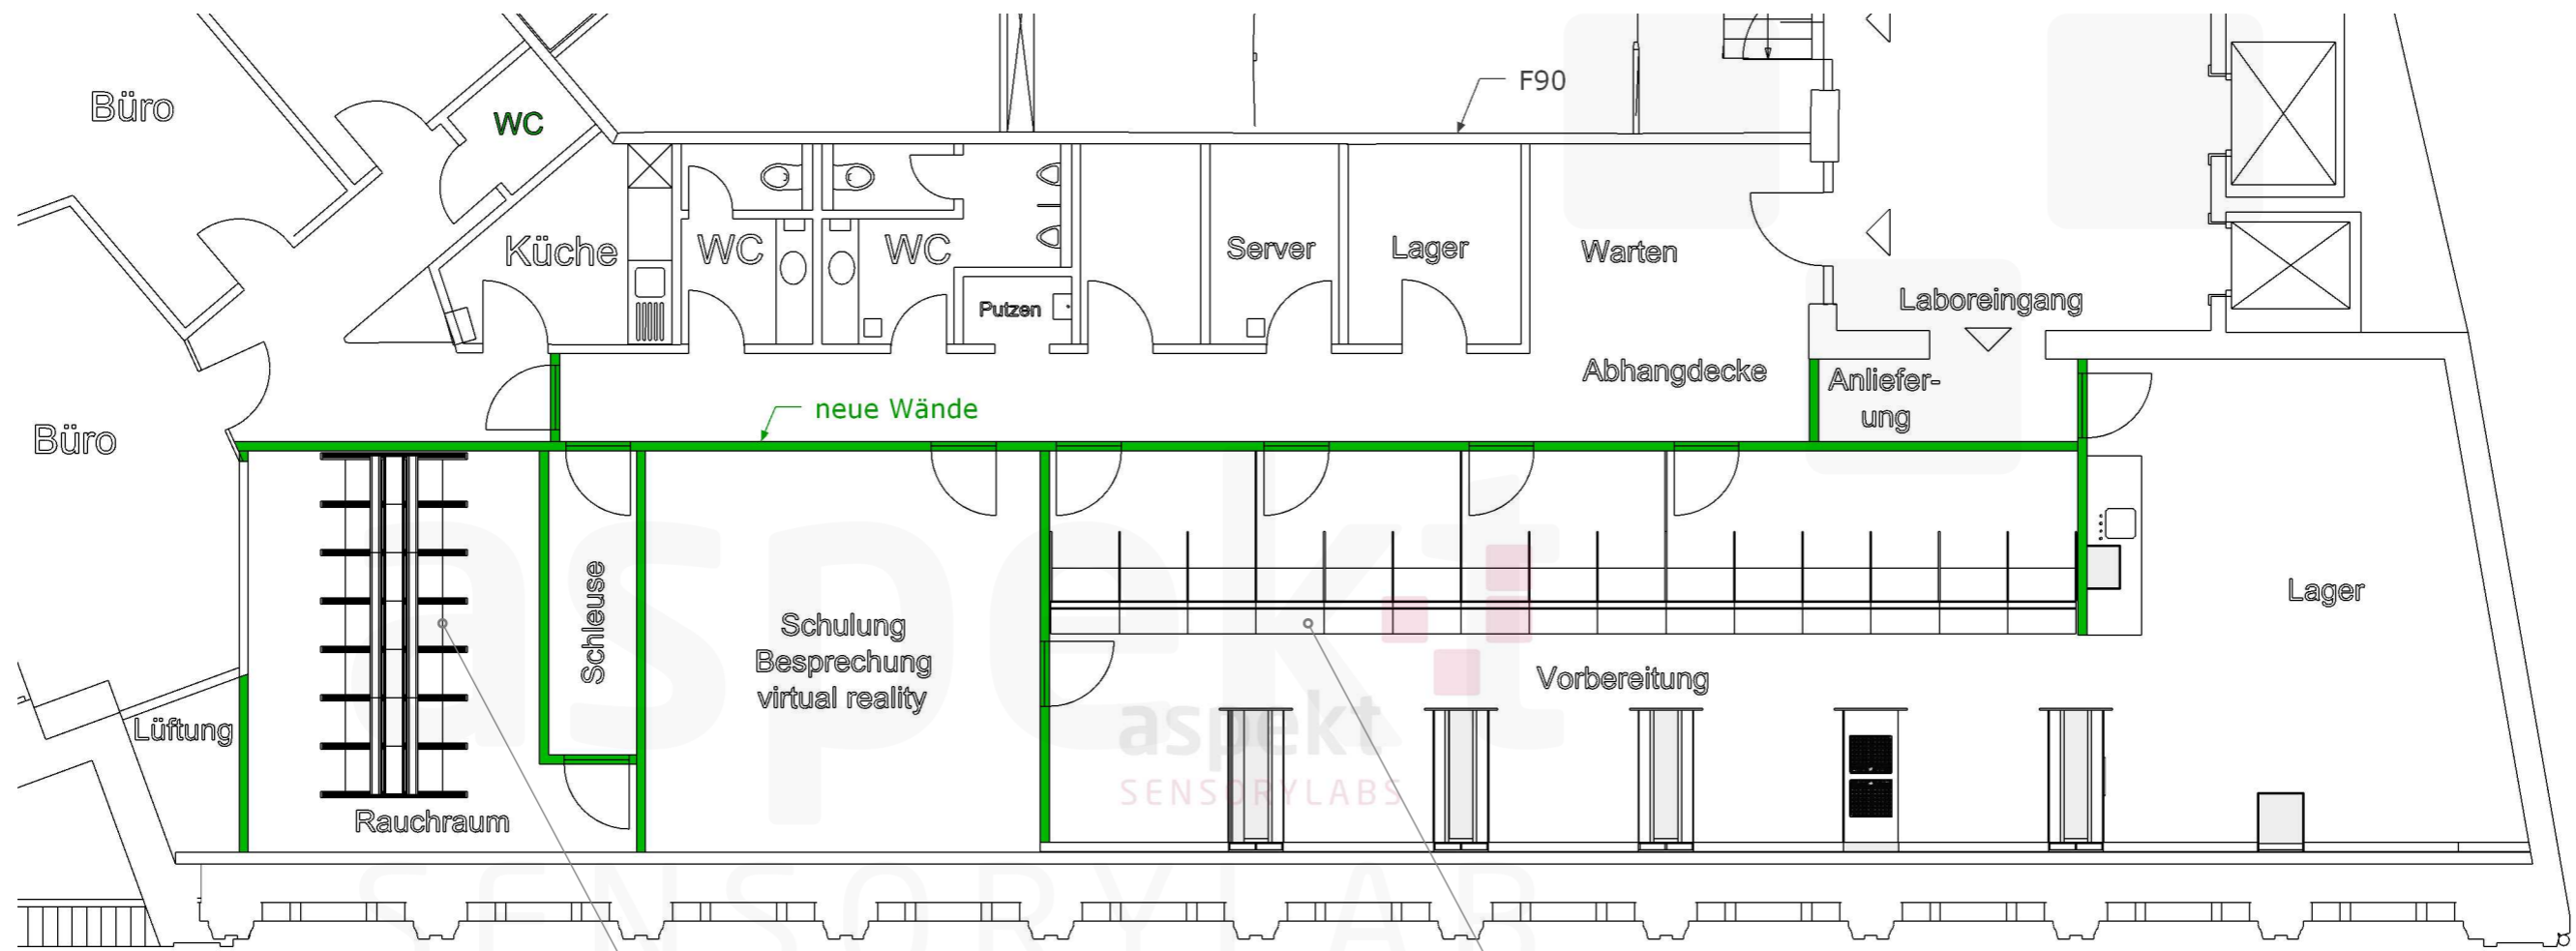 Büro
WC
F90
Küche
WC
WC
Server
Lager
Warten
Putzen
Laboreingang
Abhangdecke
Anliefer-
ung
neue Wände
Büro
Schleuse
Schulung
Besprechung
virtual reality
Lager
Vorbereitung
Lüftung
Rauchraum
aspekt
SENSORYLABS
aspekt
SENSORYLAB